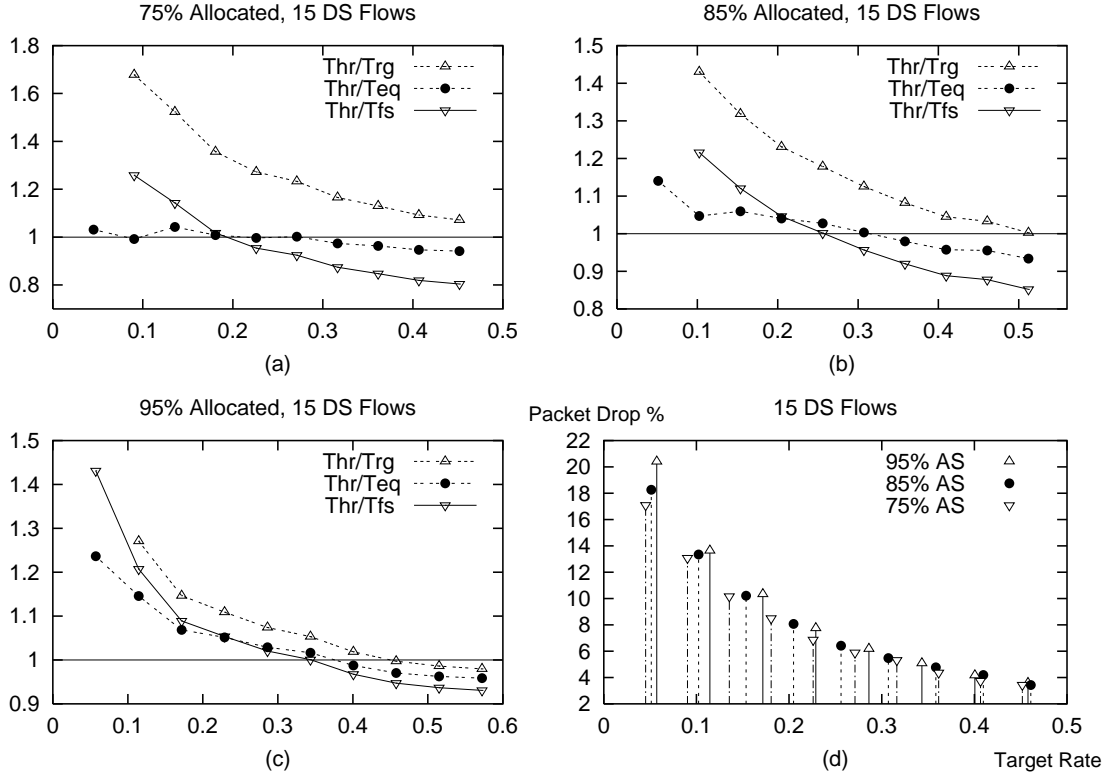 75% Allocated, 15 DS Flows
1.8
1.6
1.4
1.2
1
0.8
Thr/Trg
Thr/Teq
Thr/Tfs
0 0.1 0.2 0.3 0.4 0.5
(a)
85% Allocated, 15 DS Flows
1.5
1.4
1.3
1.2
1.1
1
0.9
0.8
Thr/Trg
Thr/Teq
Thr/Tfs
0 0.1 0.2 0.3 0.4 0.5
(b)
95% Allocated, 15 DS Flows
1.5
1.4
1.3
1.2
1.1
1
0.9
Thr/Trg
Thr/Teq
Thr/Tfs
0 0.1 0.2 0.3 0.4 0.5 0.6
(c)
Packet Drop %
15 DS Flows
22
20
18
16
14
12
10
8
6
4
2
95% AS
85% AS
75% AS
0 0.1 0.2 0.3 0.4 0.5
(d)
Target Rate